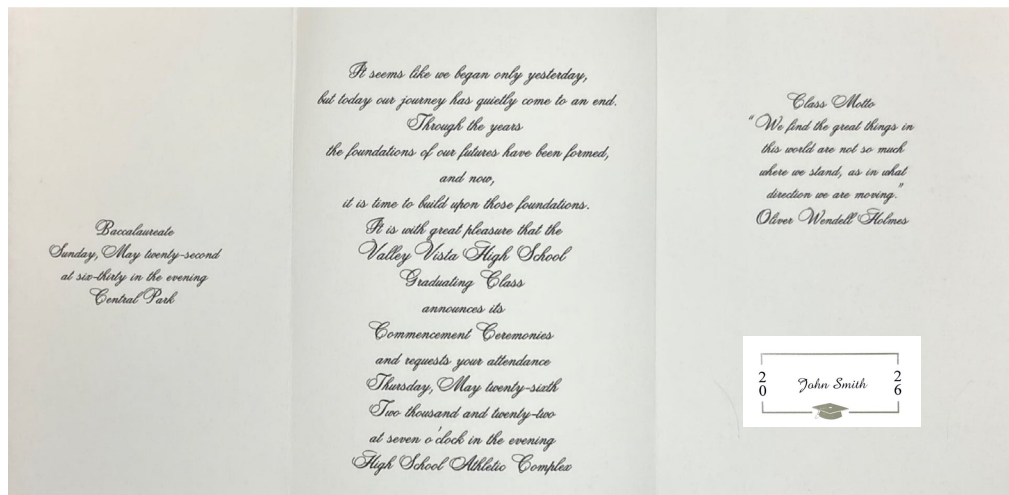 Baccalaureate
Sunday, May twenty-second
at six-thirty in the evening
Central Park
It seems like we began only yesterday,
but today our journey has quietly come to an end.
Through the years
the foundations of our futures have been formed,
and now,
it is time to build upon those foundations.
It is with great pleasure that the
Valley Vista High School
Graduating Class
announces its
Commencement Ceremonies
and requests your attendance
Thursday, May twenty-sixth
Two thousand and twenty-two
at seven o'clock in the evening
High School Athletic Complex
Class Motto
"We find the great things in
this world are not so much
where we stand, as in what
direction we are moving."
Oliver Wendell Holmes
20 John Smith 26